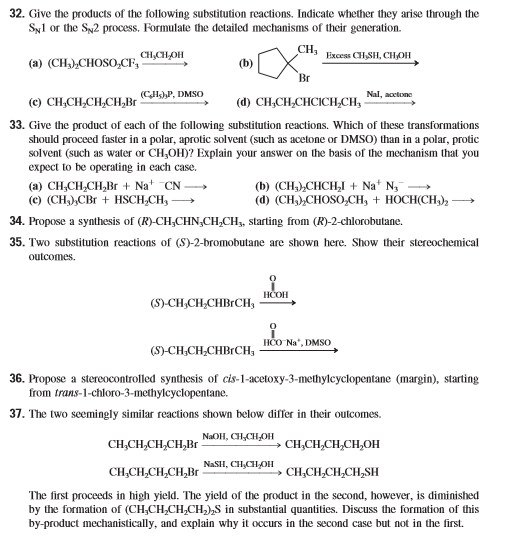 32. Give the products of the following substitution reactions. Indicate whether they arise through the
S_N1 or the S_N2 process. Formulate the detailed mechanisms of their generation.
(a) (CH₃)₂CHOSO₂CF₃ CH₃CH₂OH
(b) CH₃ Br Excess CH₃SH, CH₃OH
(c) CH₃CH₂CH₂CH₂Br (C₆H₅)₃P, DMSO
(d) CH₃CH₂CHClCH₂CH₃ NaI, acetone
33. Give the product of each of the following substitution reactions. Which of these transformations
should proceed faster in a polar, aprotic solvent (such as acetone or DMSO) than in a polar, protic
solvent (such as water or CH₃OH)? Explain your answer on the basis of the mechanism that you
expect to be operating in each case.
(a) CH₃CH₂CH₂Br + Na⁺ ⁻CN ⟶
(b) (CH₃)₂CHCH₂I + Na⁺ N₃⁻ ⟶
(c) (CH₃)₃CBr + HSCH₂CH₃ ⟶
(d) (CH₃)₂CHOSO₂CH₃ + HOCH(CH₃)₂ ⟶
34. Propose a synthesis of (R)-CH₃CHN₃CH₂CH₃, starting from (R)-2-chlorobutane.
35. Two substitution reactions of (S)-2-bromobutane are shown here. Show their stereochemical
outcomes.
O
(S)-CH₃CH₂CHBrCH₃ HCOH
O
(S)-CH₃CH₂CHBrCH₃ HCO⁻Na⁺, DMSO
36. Propose a stereocontrolled synthesis of cis-1-acetoxy-3-methylcyclopentane (margin), starting
from trans-1-chloro-3-methylcyclopentane.
37. The two seemingly similar reactions shown below differ in their outcomes.
CH₃CH₂CH₂CH₂Br NaOH, CH₃CH₂OH ⟶ CH₃CH₂CH₂CH₂OH
CH₃CH₂CH₂CH₂Br NaSH, CH₃CH₂OH ⟶ CH₃CH₂CH₂CH₂SH
The first proceeds in high yield. The yield of the product in the second, however, is diminished
by the formation of (CH₃CH₂CH₂CH₂)₂S in substantial quantities. Discuss the formation of this
by-product mechanistically, and explain why it occurs in the second case but not in the first.